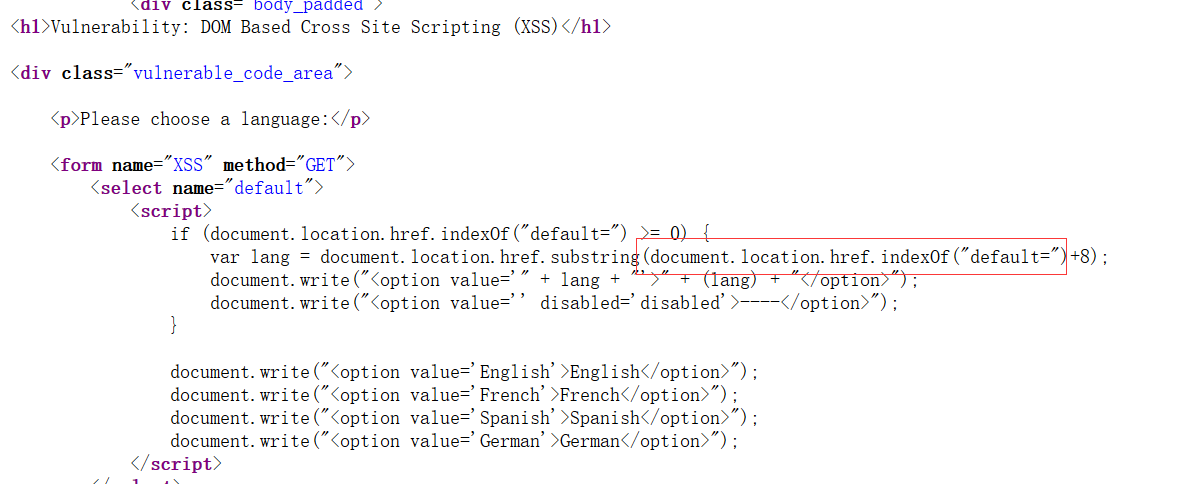 <div class="body_padded">
<h1>Vulnerability: DOM Based Cross Site Scripting (XSS)</h1>
<div class="vulnerable_code_area">
<p>Please choose a language:</p>
<form name="XSS" method="GET">
<select name="default">
<script>
if (document.location.href.indexOf("default=") >= 0) {
var lang = document.location.href.substring(document.location.href.indexOf("default=")+8);
document.write("<option value='" + lang + "'>" + (lang) + "</option>");
document.write("<option value='' disabled='disabled'>----</option>");
}
document.write("<option value='English'>English</option>");
document.write("<option value='French'>French</option>");
document.write("<option value='Spanish'>Spanish</option>");
document.write("<option value='German'>German</option>");
</script>